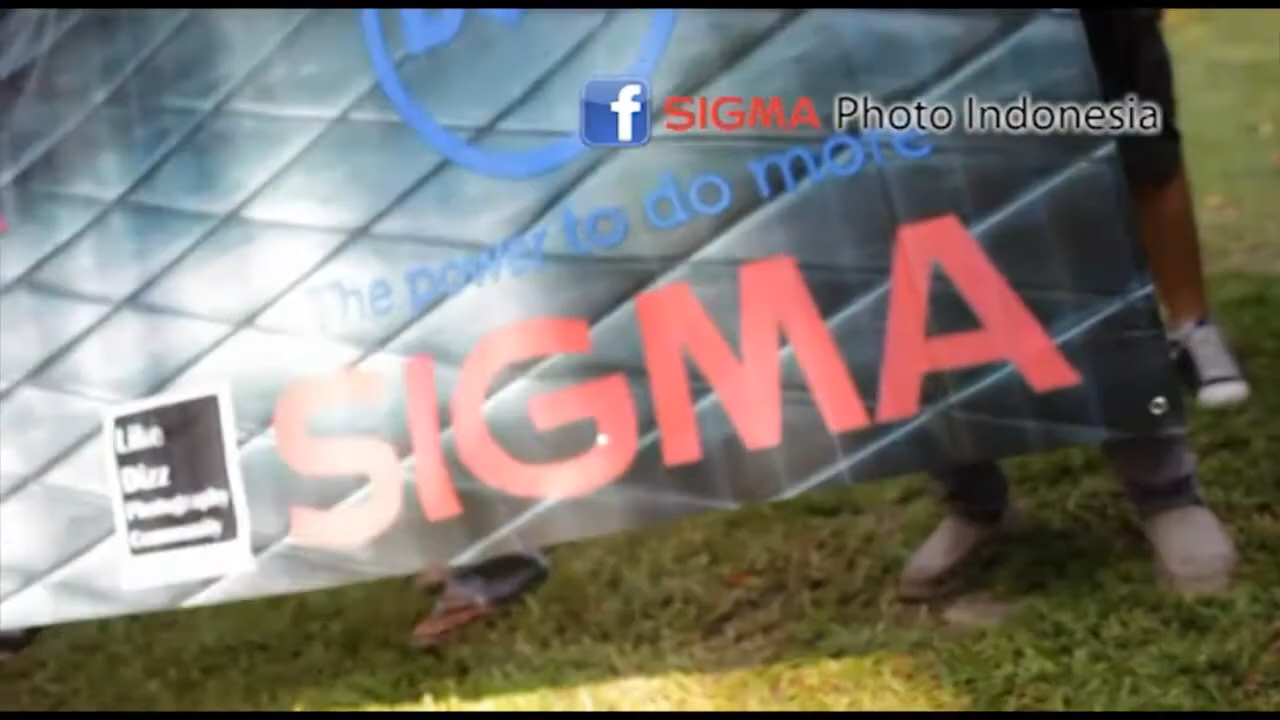 f SIGMA Photo Indonesia
The power to do more
SIGMA
Like
Dizz
Photography
Community